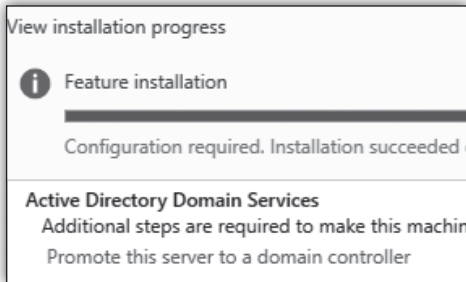 View installation progress
Feature installation
Configuration required. Installation succeeded
Active Directory Domain Services
Additional steps are required to make this
Promote this server to a domain controller